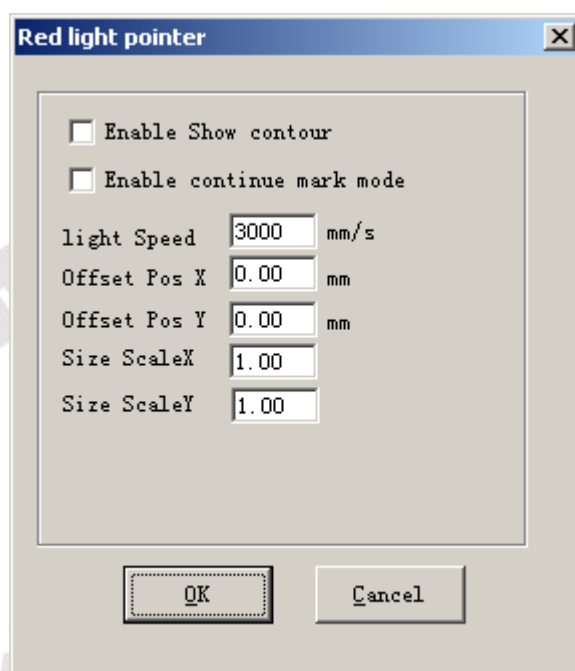 Red light pointer
Enable Show contour
Enable continue mark mode
light Speed 3000 mm/s
Offset Pos X 0.00 mm
Offset Pos Y 0.00 mm
Size ScaleX 1.00
Size ScaleY 1.00
OK Cancel